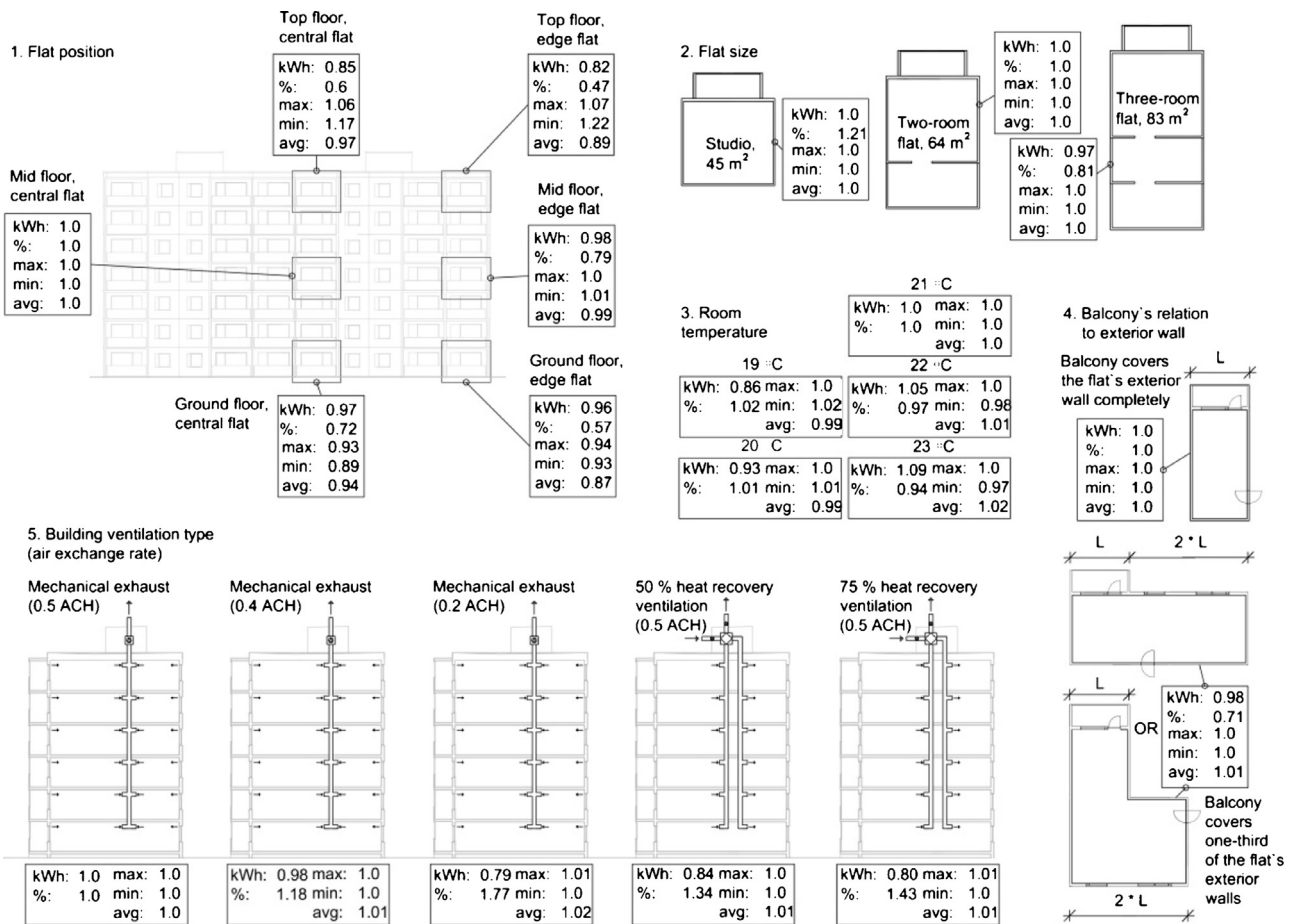 1. Flat position
Top floor,
central flat
kWh: 0.85
%: 0.6
max: 1.06
min: 1.17
avg: 0.97
Top floor,
edge flat
kWh: 0.82
%: 0.47
max: 1.07
min: 1.22
avg: 0.89
Mid floor,
central flat
kWh: 1.0
%: 1.0
max: 1.0
min: 1.0
avg: 1.0
Mid floor,
edge flat
kWh: 0.98
%: 0.79
max: 1.0
min: 1.01
avg: 0.99
Ground floor,
central flat
kWh: 0.97
%: 0.72
max: 0.93
min: 0.89
avg: 0.94
Ground floor,
edge flat
kWh: 0.96
%: 0.57
max: 0.94
min: 0.93
avg: 0.87
2. Flat size
Studio,
45 m²
kWh: 1.0
%: 1.21
max: 1.0
min: 1.0
avg: 1.0
Two-room
flat, 64 m²
kWh: 1.0
%: 1.0
max: 1.0
min: 1.0
avg: 1.0
Three-room
flat, 83 m²
kWh: 0.97
%: 0.81
max: 1.0
min: 1.0
avg: 1.0
3. Room
temperature
21 °C
kWh: 1.0 max: 1.0
%: 1.0 min: 1.0
avg: 1.0
19 °C
kWh: 0.86 max: 1.0
%: 1.02 min: 1.02
avg: 0.99
22 °C
kWh: 1.05 max: 1.0
%: 0.97 min: 0.98
avg: 1.01
20 C
kWh: 0.93 max: 1.0
%: 1.01 min: 1.01
avg: 0.99
23 °C
kWh: 1.09 max: 1.0
%: 0.94 min: 0.97
avg: 1.02
4. Balcony`s relation
to exterior wall
Balcony covers
the flat`s exterior
wall completely
L
kWh: 1.0
%: 1.0
max: 1.0
min: 1.0
avg: 1.0
L 2 * L
L
OR
kWh: 0.98
%: 0.71
max: 1.0
min: 1.0
avg: 1.01
Balcony
covers
one-third
of the flat`s
exterior
walls
2 * L
5. Building ventilation type
(air exchange rate)
Mechanical exhaust
(0.5 ACH)
kWh: 1.0 max: 1.0
%: 1.0 min: 1.0
avg: 1.0
Mechanical exhaust
(0.4 ACH)
kWh: 0.98 max: 1.0
%: 1.18 min: 1.0
avg: 1.01
Mechanical exhaust
(0.2 ACH)
kWh: 0.79 max: 1.01
%: 1.77 min: 1.0
avg: 1.02
50 % heat recovery
ventilation
(0.5 ACH)
kWh: 0.84 max: 1.0
%: 1.34 min: 1.0
avg: 1.01
75 % heat recovery
ventilation
(0.5 ACH)
kWh: 0.80 max: 1.01
%: 1.43 min: 1.0
avg: 1.01